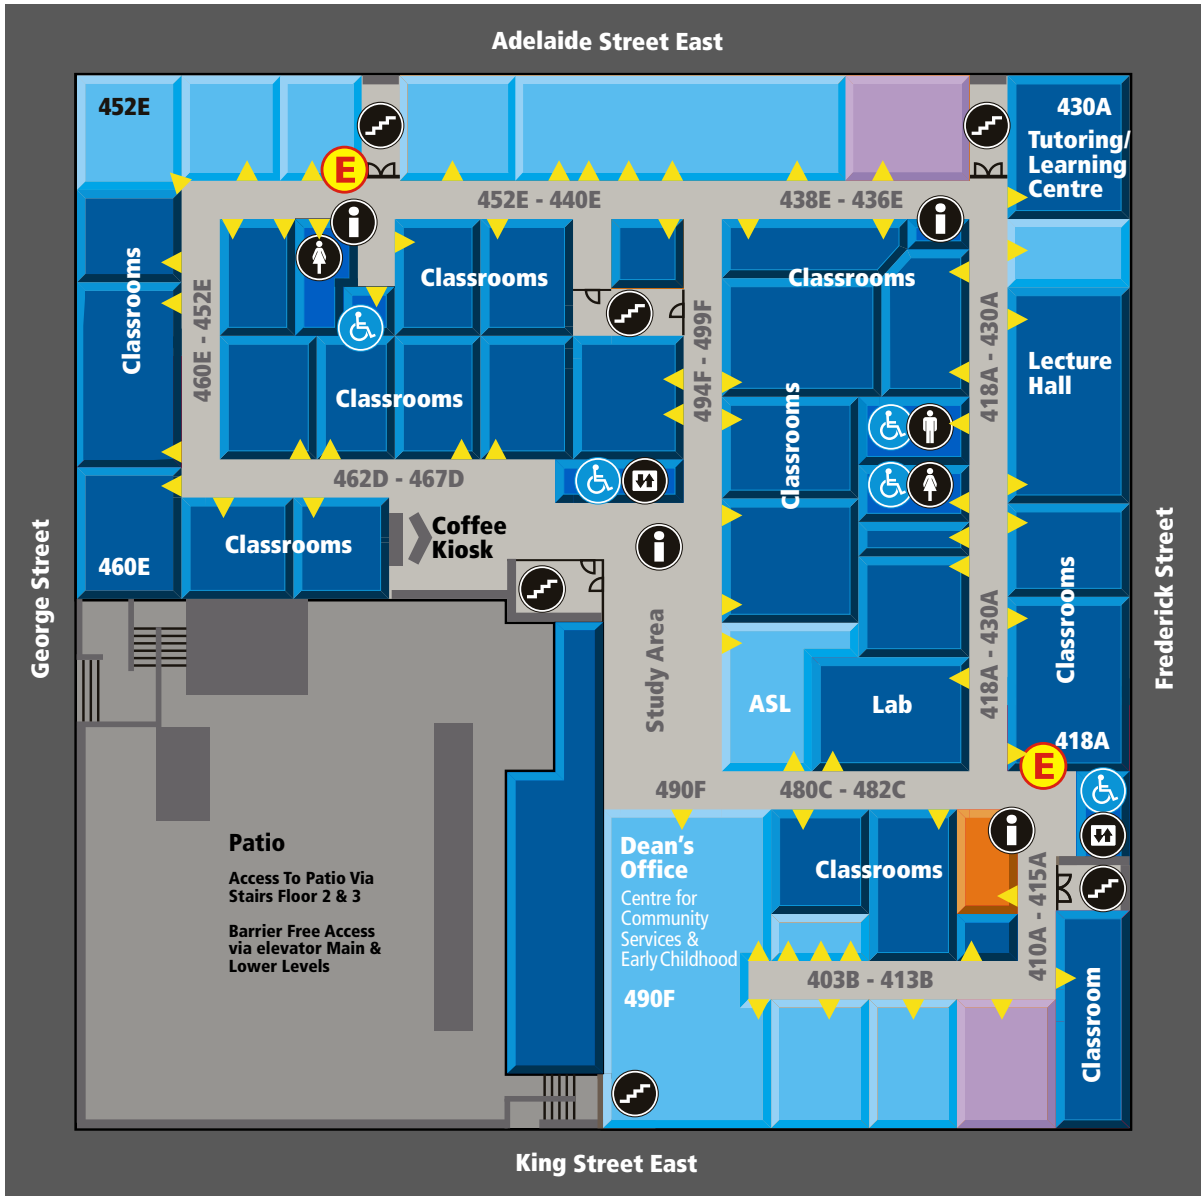 Adelaide Street East
452E
430A
Tutoring/
Learning
Centre
E
452E - 440E
438E - 436E
Classrooms
Classrooms
Classrooms
460E - 452E
494F - 499F
418A - 430A
Lecture
Hall
Classrooms
Classrooms
462D - 467D
Coffee
Kiosk
Classrooms
460E
George Street
Frederick Street
Study Area
418A - 430A
Classrooms
ASL
Lab
418A
E
490F
480C - 482C
Patio
Access To Patio Via
Stairs Floor 2 & 3
Barrier Free Access
via elevator Main &
Lower Levels
Dean's
Office
Centre for
Community
Services &
Early Childhood
490F
Classrooms
410A - 415A
403B - 413B
Classroom
King Street East